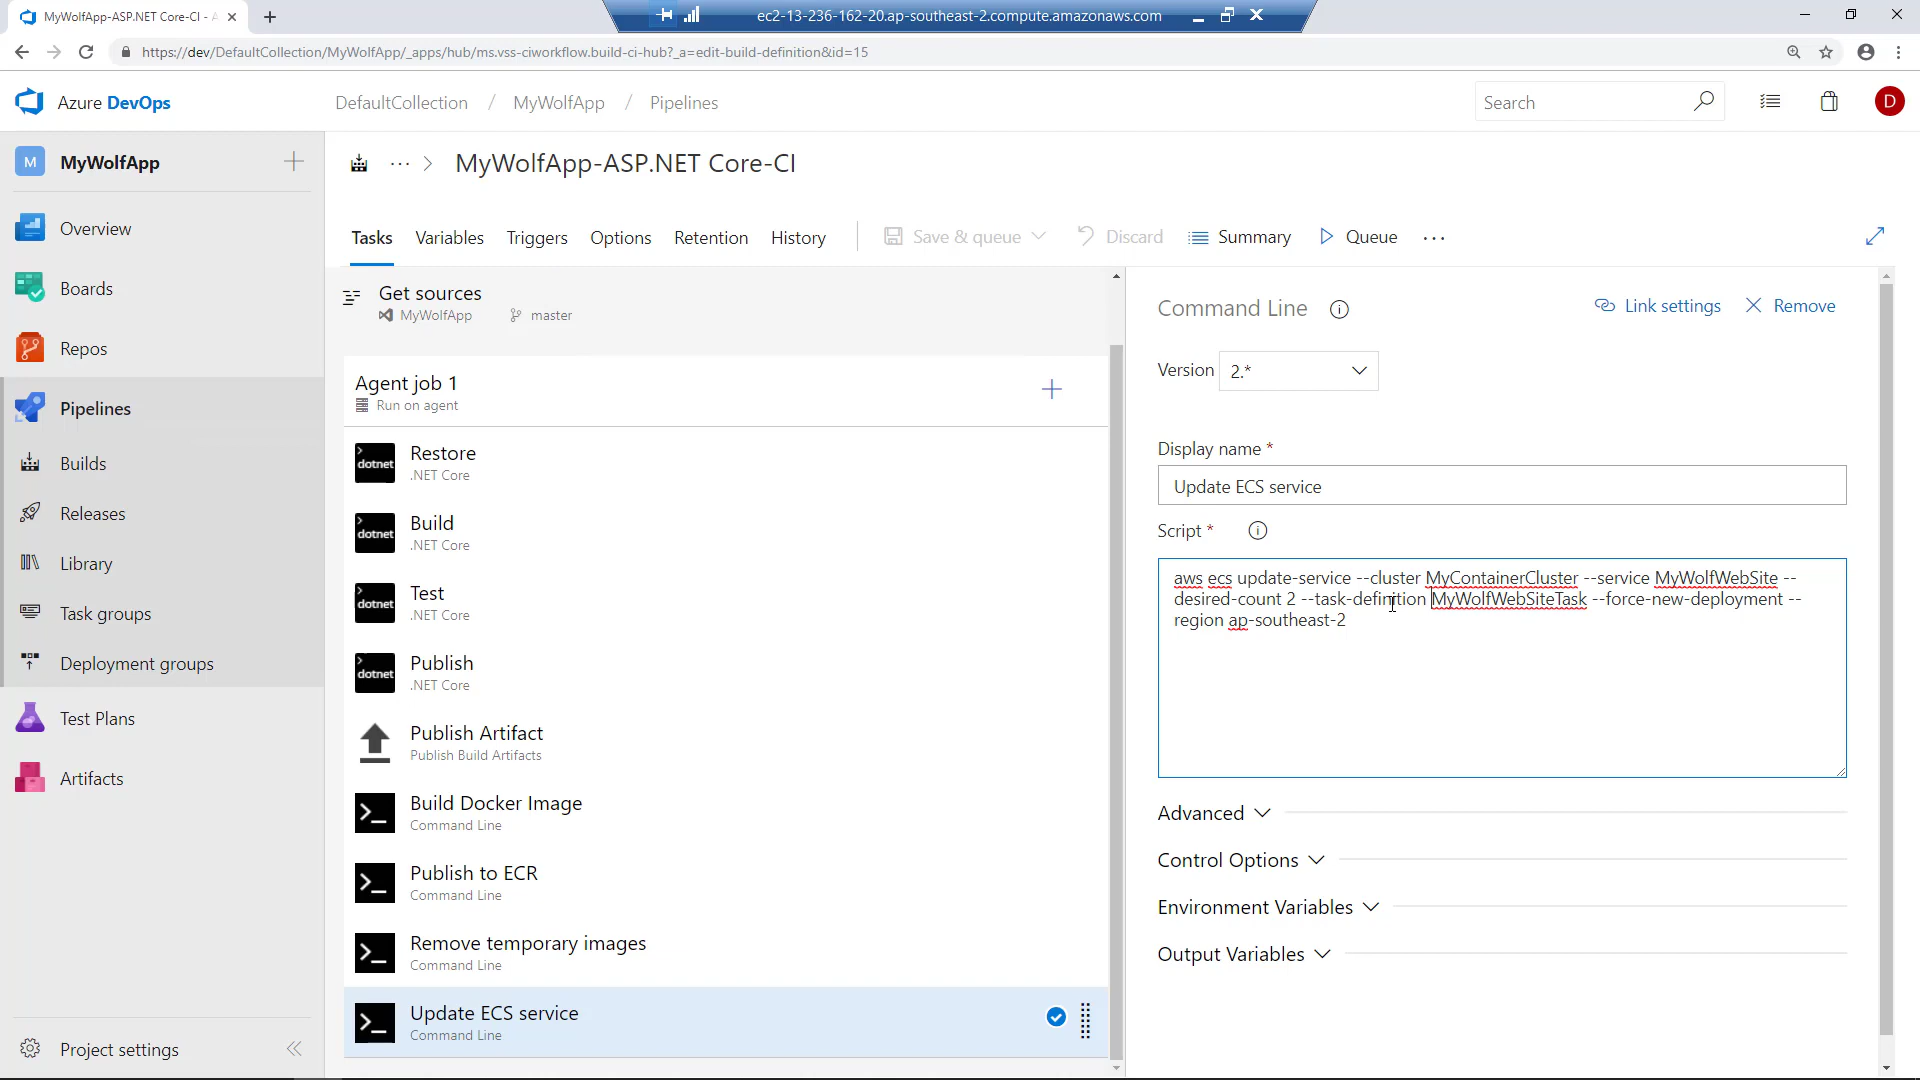 MyWolfApp-ASP.NET Core-CI - A
ec2-13-236-162-20.ap-southeast-2.compute.amazonaws.com
https://dev/DefaultCollection/MyWolfApp/_apps/hub/ms.vss-ciworkflow.build-ci-hub?_a=edit-build-definition&id=15
Azure DevOps
DefaultCollection / MyWolfApp / Pipelines
Search
D
M MyWolfApp
Overview
Boards
Repos
Pipelines
Builds
Releases
Library
Task groups
Deployment groups
Test Plans
Artifacts
Project settings
... > MyWolfApp-ASP.NET Core-CI
Tasks Variables Triggers Options Retention History Save & queue Discard Summary Queue ...
Get sources
MyWolfApp master
Agent job 1
Run on agent
dotnet Restore
.NET Core
dotnet Build
.NET Core
dotnet Test
.NET Core
dotnet Publish
.NET Core
Publish Artifact
Publish Build Artifacts
Build Docker Image
Command Line
Publish to ECR
Command Line
Remove temporary images
Command Line
Update ECS service
Command Line
Command Line
Link settings Remove
Version 2.*
Display name *
Update ECS service
Script *
aws ecs update-service --cluster MyContainerCluster --service MyWolfWebSite --
desired-count 2 --task-definition MyWolfWebSiteTask --force-new-deployment --
region ap-southeast-2
Advanced
Control Options
Environment Variables
Output Variables